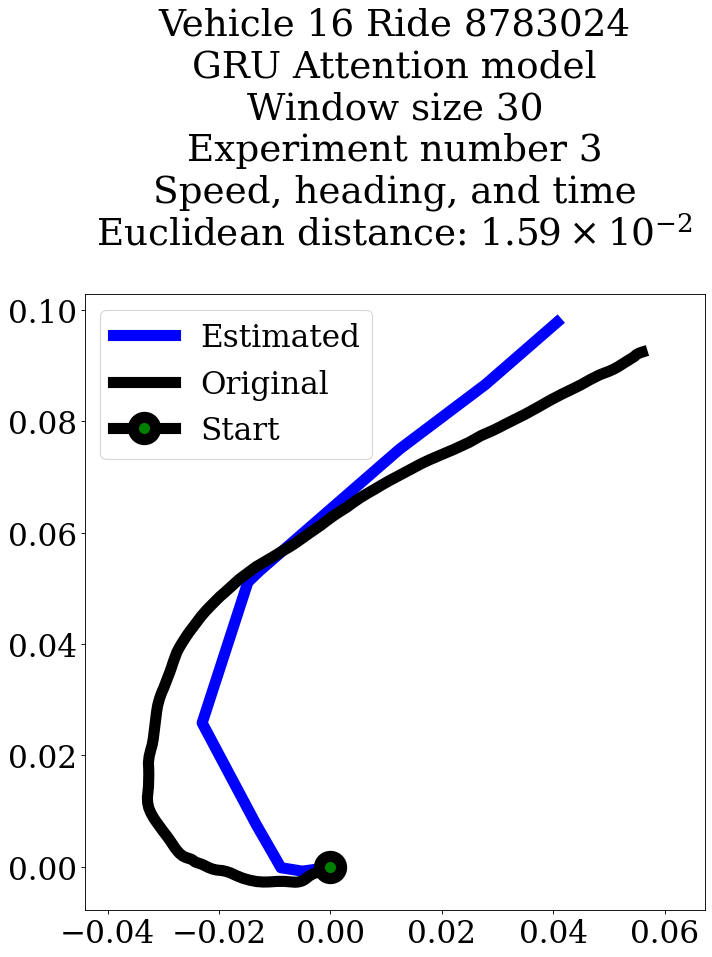 Vehicle 16 Ride 8783024
GRU Attention model
Window size 30
Experiment number 3
Speed, heading, and time
Euclidean distance: 1.59 × 10⁻²
0.10
0.08
0.06
0.04
0.02
0.00
Estimated
Original
Start
−0.04 −0.02 0.00 0.02 0.04 0.06